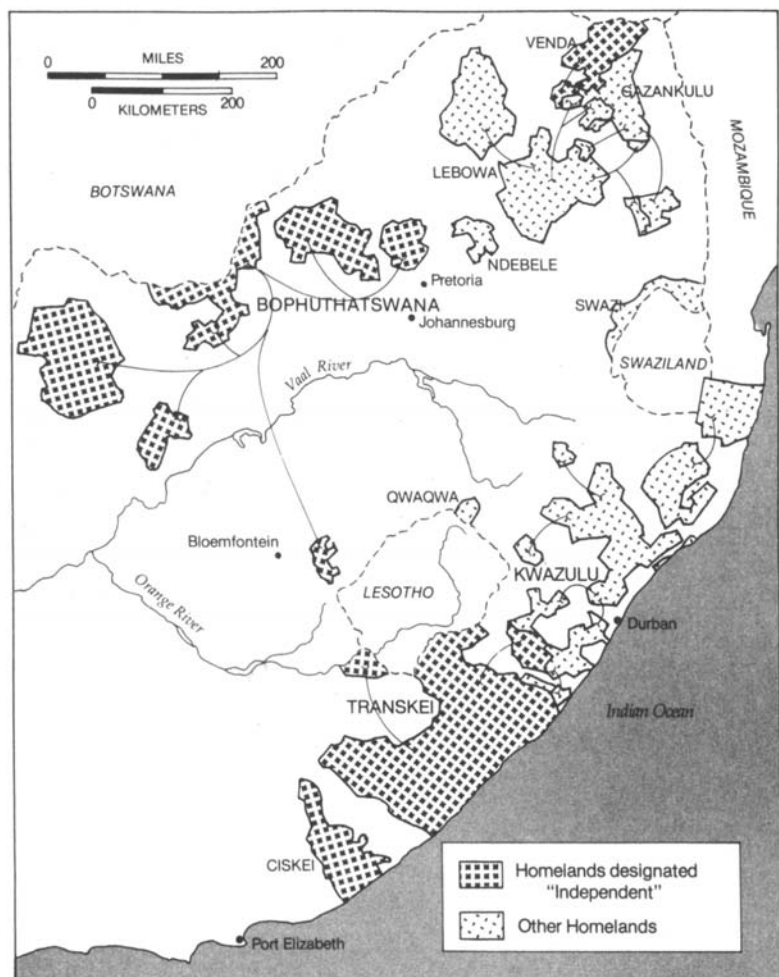 0 MILES 200
0 KILOMETERS 200
VENDA
GAZANKULU
MOZAMBIQUE
LEBOWA
BOTSWANA
NDEBELE
Pretoria
BOPHUTHATSWANA
Johannesburg
SWAZI
SWAZILAND
Vaal River
QWAQWA
Bloemfontein
KWAZULU
LESOTHO
Orange River
Durban
TRANSKEI
Indian Ocean
CISKEI
Homelands designated
"Independent"
Other Homelands
Port Elizabeth